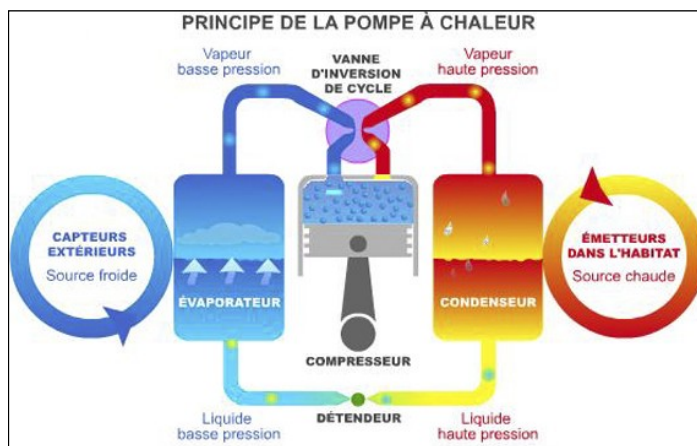 PRINCIPE DE LA POMPE À CHALEUR
Vapeur
basse pression
VANNE
D'INVERSION
DE CYCLE
Vapeur
haute pression
CAPTEURS
EXTÉRIEURS
Source froide
ÉVAPORATEUR
COMPRESSEUR
CONDENSEUR
ÉMETTEURS
DANS L'HABITAT
Source chaude
Liquide
basse pression
DÉTENDEUR
Liquide
haute pression